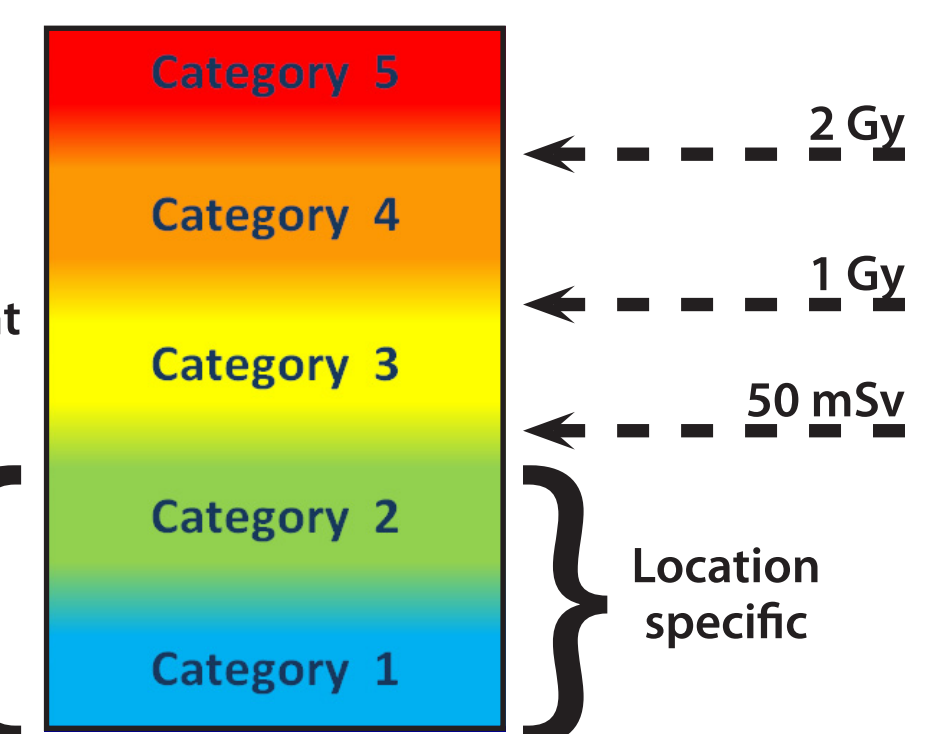 Category 5
2 Gy
Category 4
1 Gy
Category 3
50 mSv
Category 2
Location
specific
Category 1